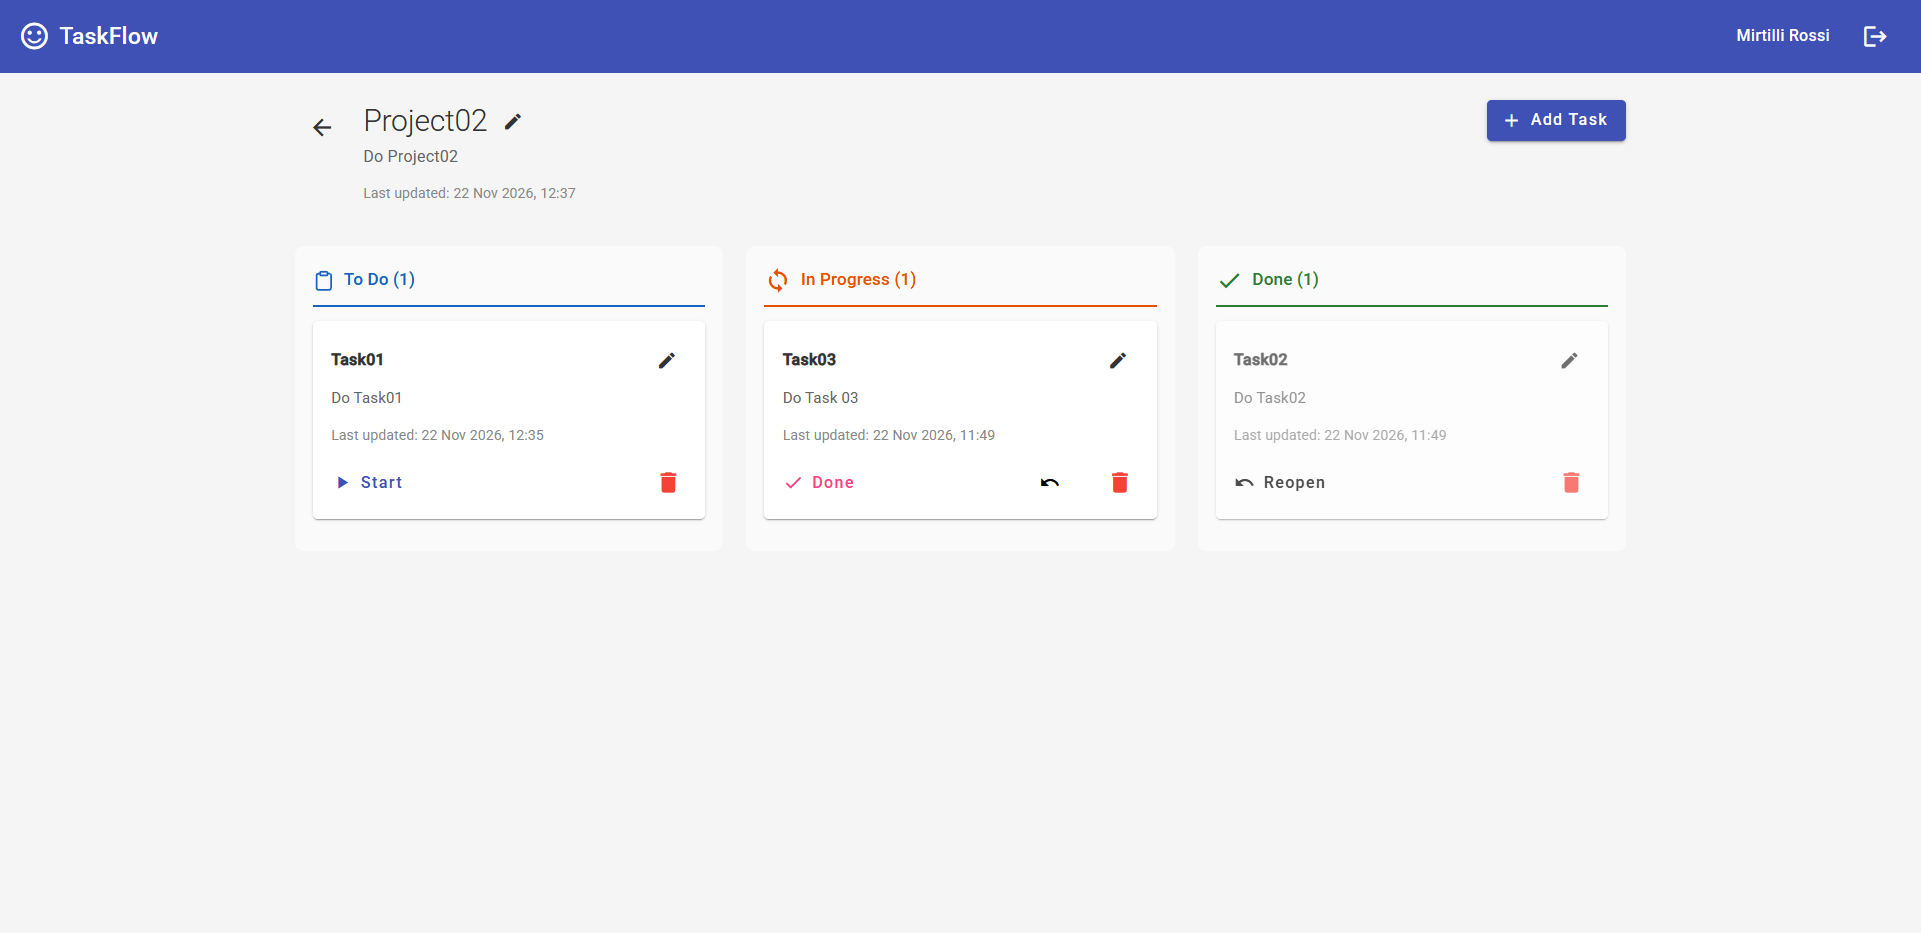 TaskFlow
Mirtilli Rossi
Project02
Do Project02
Last updated: 22 Nov 2026, 12:37
Add Task
To Do (1)
Task01
Do Task01
Last updated: 22 Nov 2026, 12:35
Start
In Progress (1)
Task03
Do Task 03
Last updated: 22 Nov 2026, 11:49
Done
Done (1)
Task02
Do Task02
Last updated: 22 Nov 2026, 11:49
Reopen